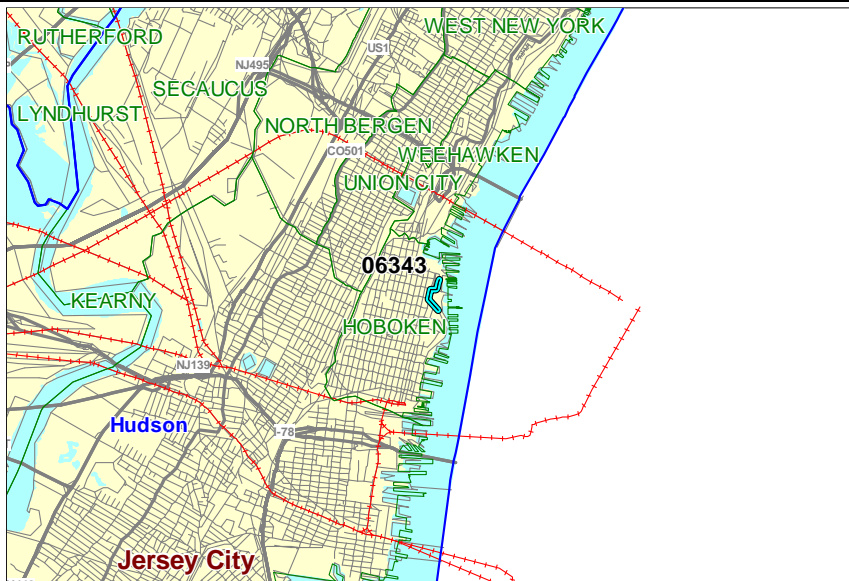 WEST NEW YORK
RUTHERFORD
US1
NJ495
SECAUCUS
LYNDHURST
NORTH BERGEN
CO501
WEEHAWKEN
UNION CITY
06343
KEARNY
HOBOKEN
NJ139
Hudson
I-78
Jersey City